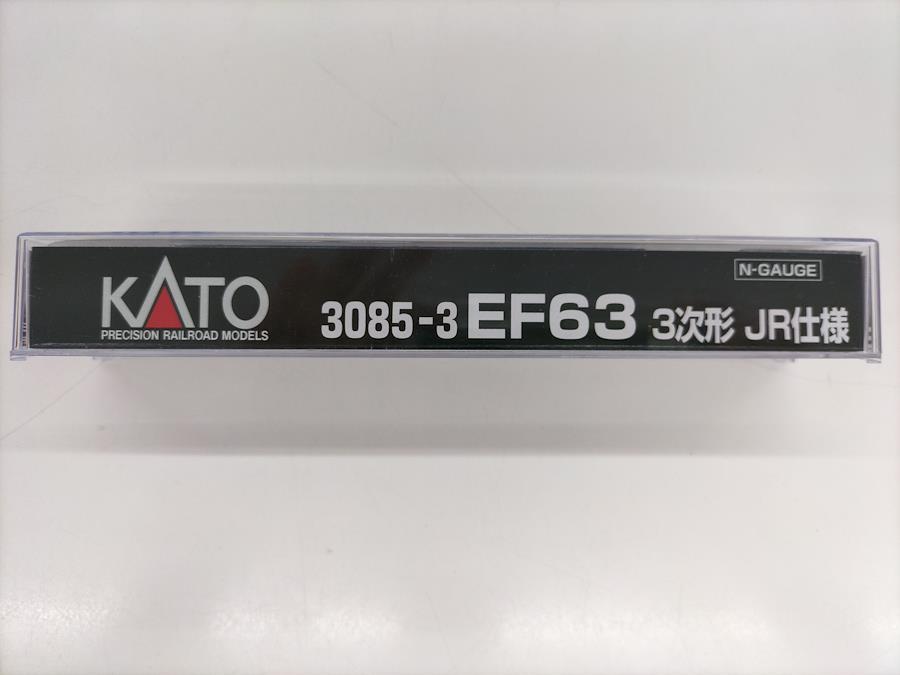 N-GAUGE
KATO
PRECISION RAILROAD MODELS
3085-3 EF63 3次形 JR仕様